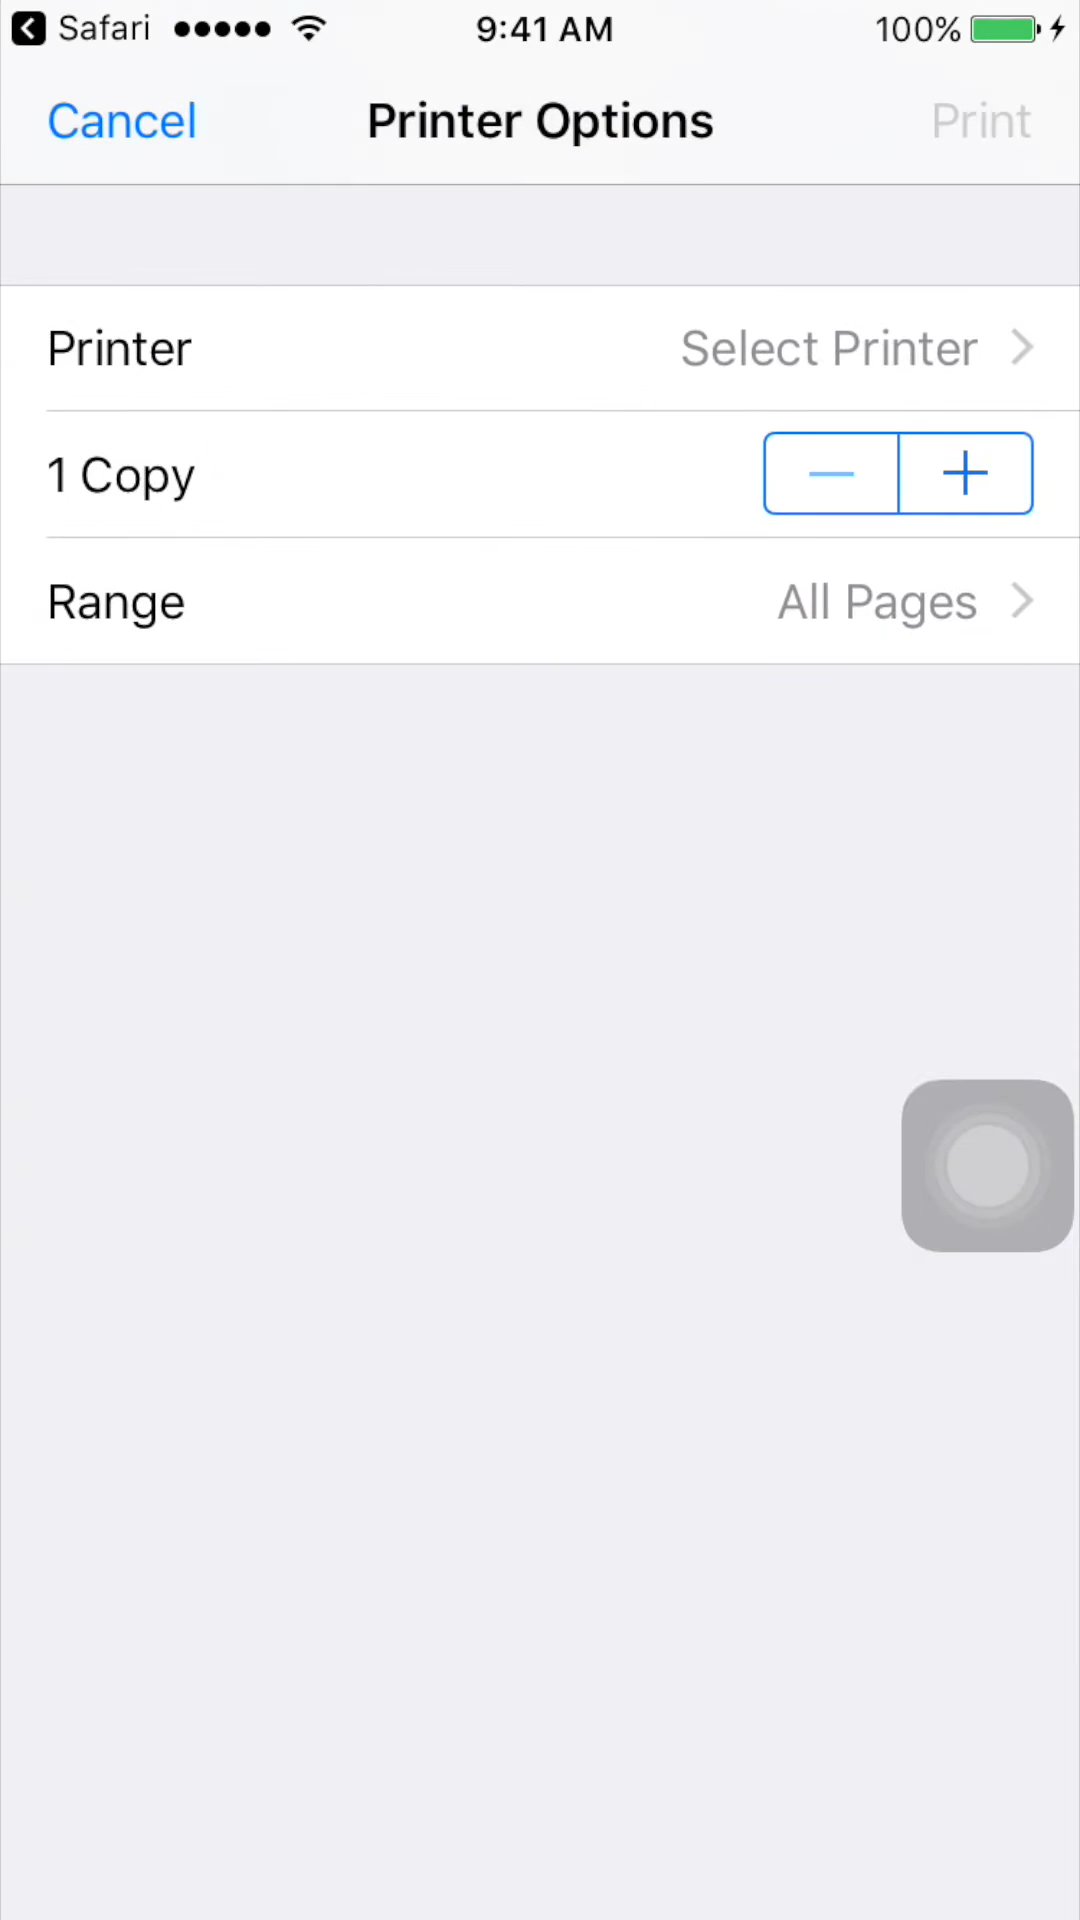 Safari 9:41 AM 100%
Cancel Printer Options Print
Printer Select Printer
1 Copy
Range All Pages